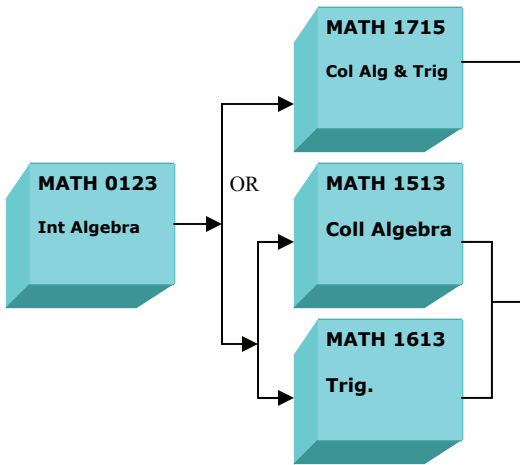 MATH 1715
Col Alg & Trig
MATH 0123
Int Algebra
OR
MATH 1513
Coll Algebra
MATH 1613
Trig.